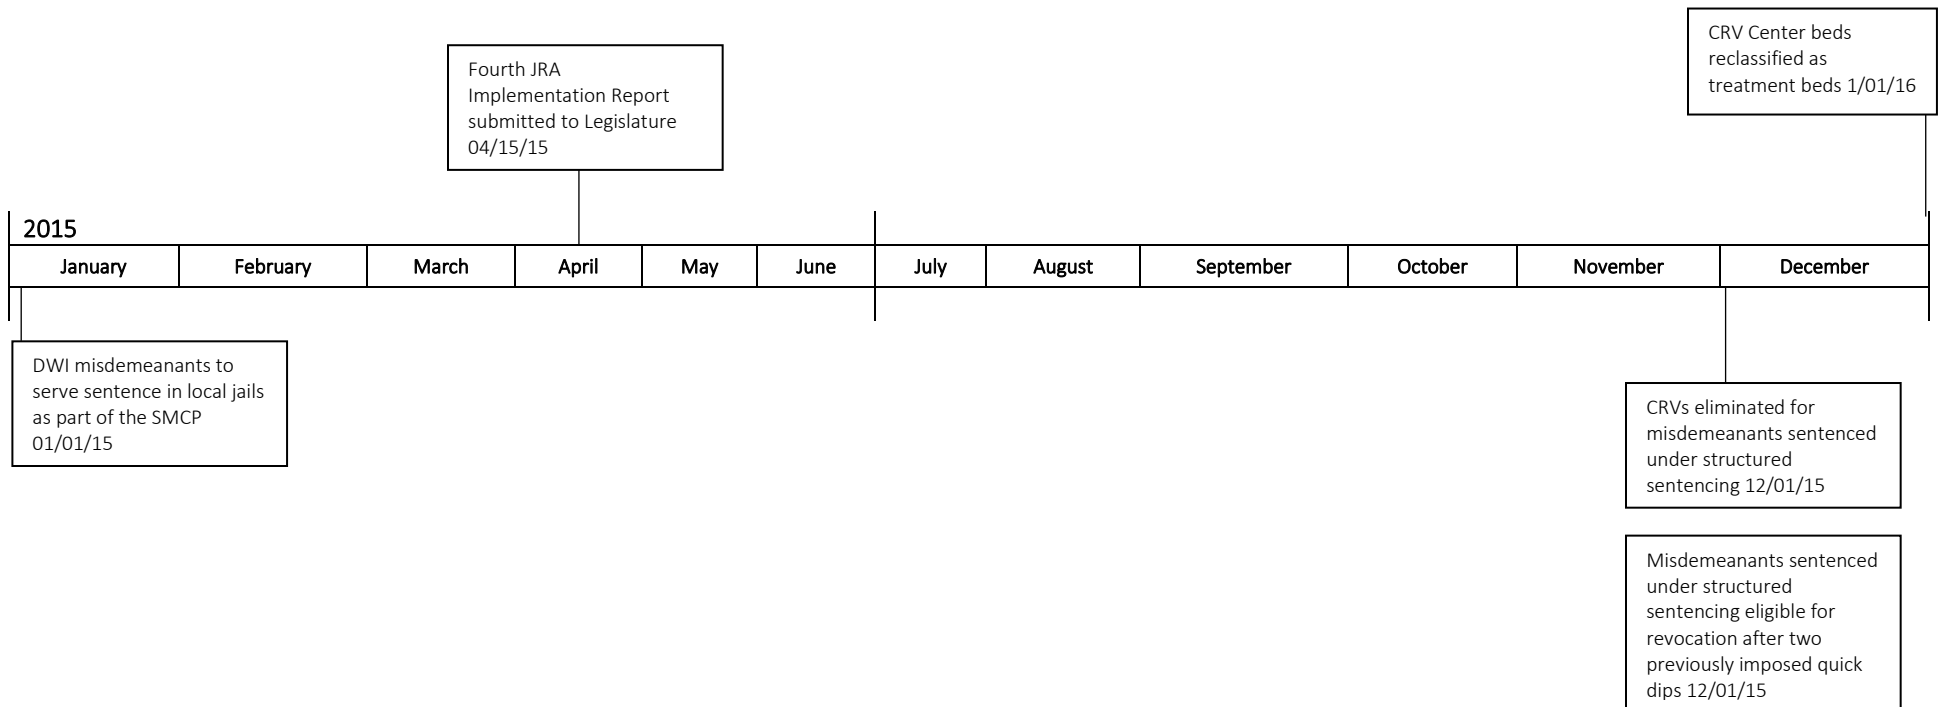 CRV Center beds
reclassified as
treatment beds 1/01/16
Fourth JRA
Implementation Report
submitted to Legislature
04/15/15
2015
January February March April May June July August September October November December
DWI misdemeanants to
serve sentence in local jails
as part of the SMCP
01/01/15
CRVs eliminated for
misdemeanants sentenced
under structured
sentencing 12/01/15
Misdemeanants sentenced
under structured
sentencing eligible for
revocation after two
previously imposed quick
dips 12/01/15